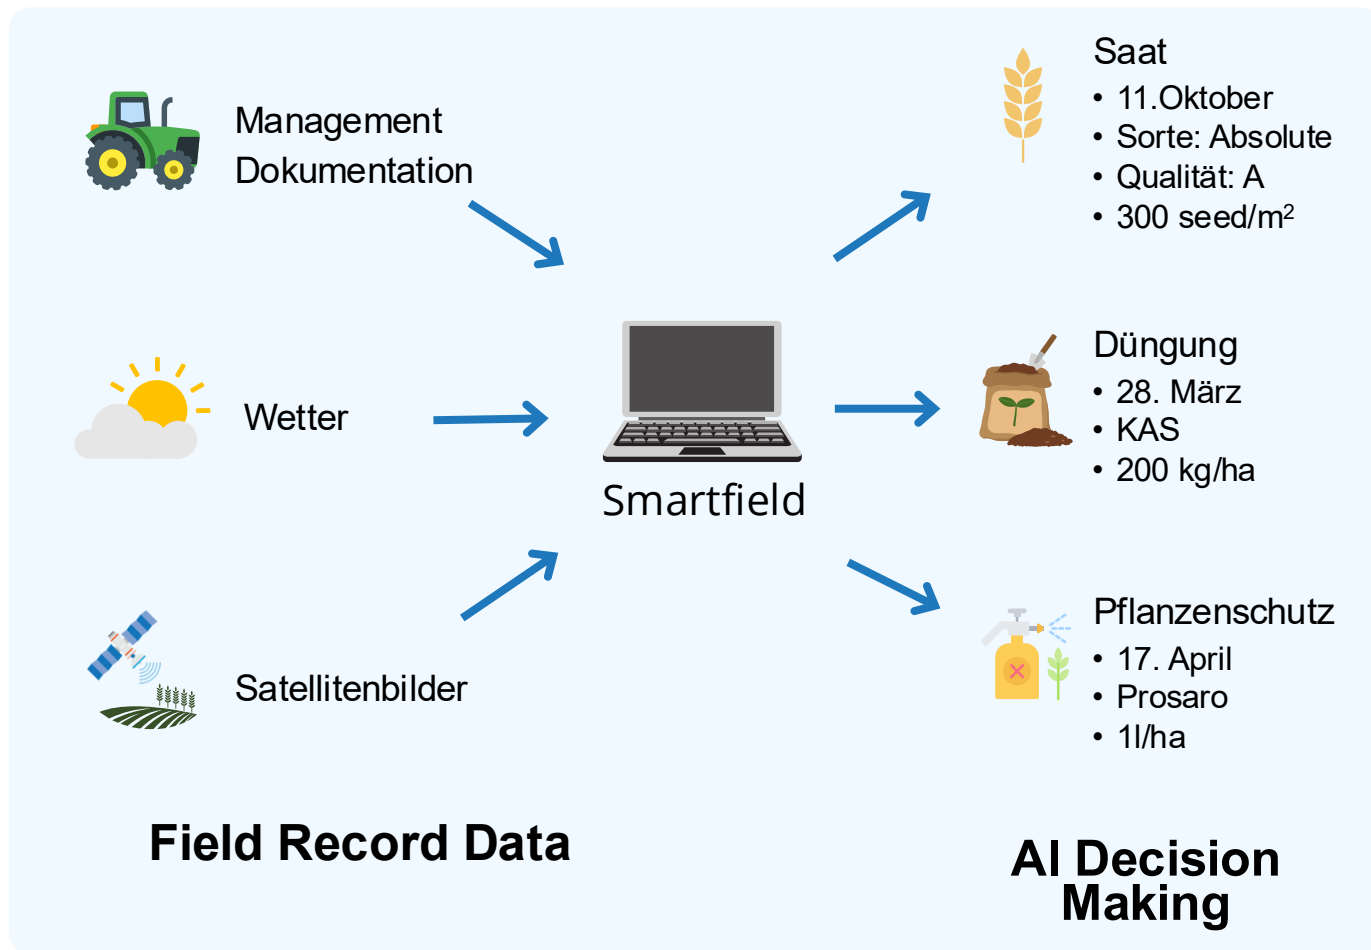 Management
Dokumentation
Wetter
Satellitenbilder
Field Record Data
Smartfield
Saat
• 11.Oktober
• Sorte: Absolute
• Qualität: A
• 300 seed/m²
Düngung
• 28. März
• KAS
• 200 kg/ha
Pflanzenschutz
• 17. April
• Prosaro
• 1l/ha
AI Decision
Making